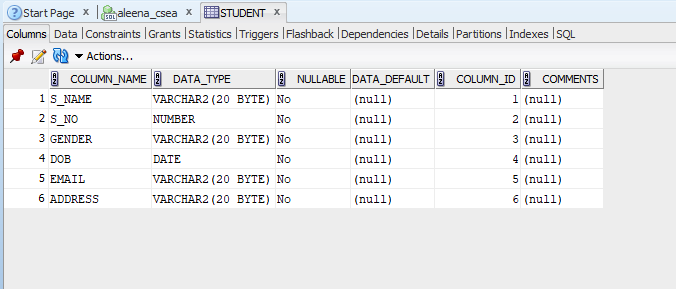 Start Page x aleena_csea x STUDENT x
Columns Data Constraints Grants Statistics Triggers Flashback Dependencies Details Partitions Indexes SQL
Actions...
COLUMN_NAME DATA_TYPE NULLABLE DATA_DEFAULT COLUMN_ID COMMENTS
1 S_NAME VARCHAR2(20 BYTE) No (null) 1 (null)
2 S_NO NUMBER No (null) 2 (null)
3 GENDER VARCHAR2(20 BYTE) No (null) 3 (null)
4 DOB DATE No (null) 4 (null)
5 EMAIL VARCHAR2(20 BYTE) No (null) 5 (null)
6 ADDRESS VARCHAR2(20 BYTE) No (null) 6 (null)